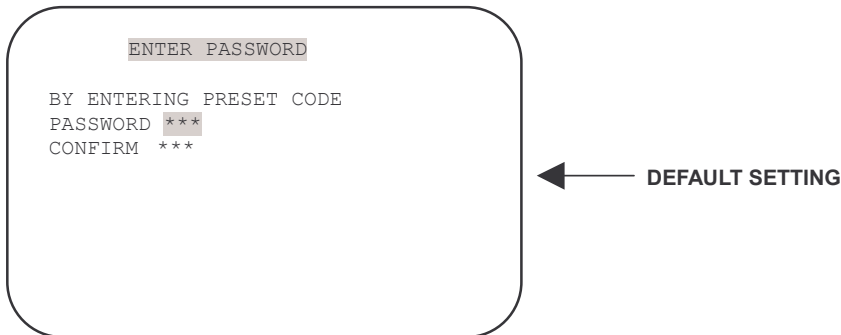 ENTER PASSWORD
BY ENTERING PRESET CODE
PASSWORD ***
CONFIRM ***
DEFAULT SETTING